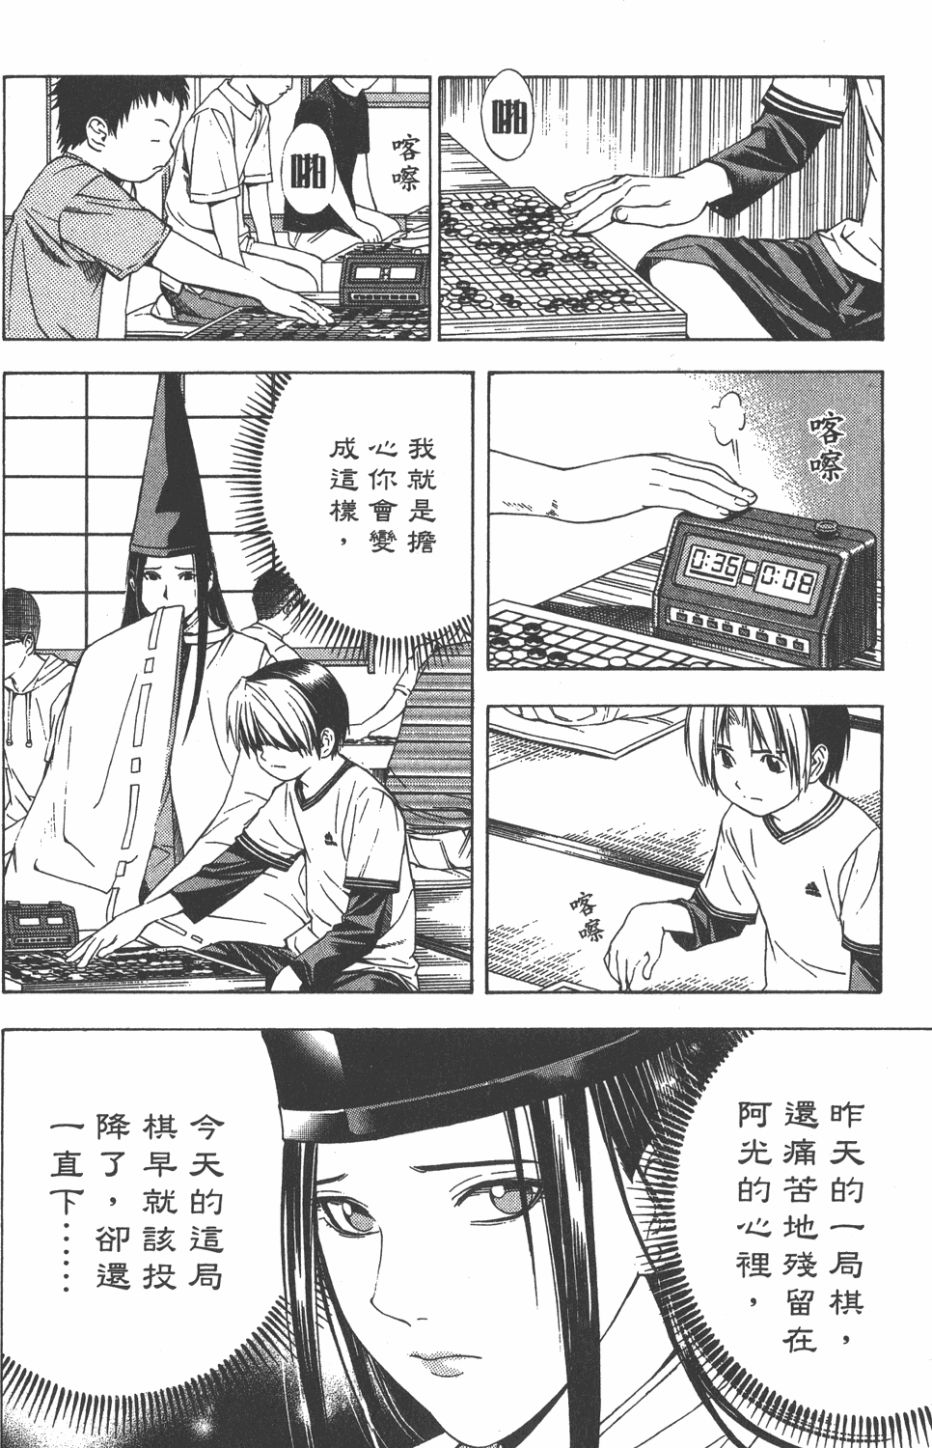 啪
喀嚓
啪
喀嚓
0:36
0:08
喀嚓
我就是擔
心你會變
成這樣，
昨天的一局棋，
還痛苦地殘留在
阿光的心裡，
今天的這局
棋早就該投
降了，卻還
一直下……